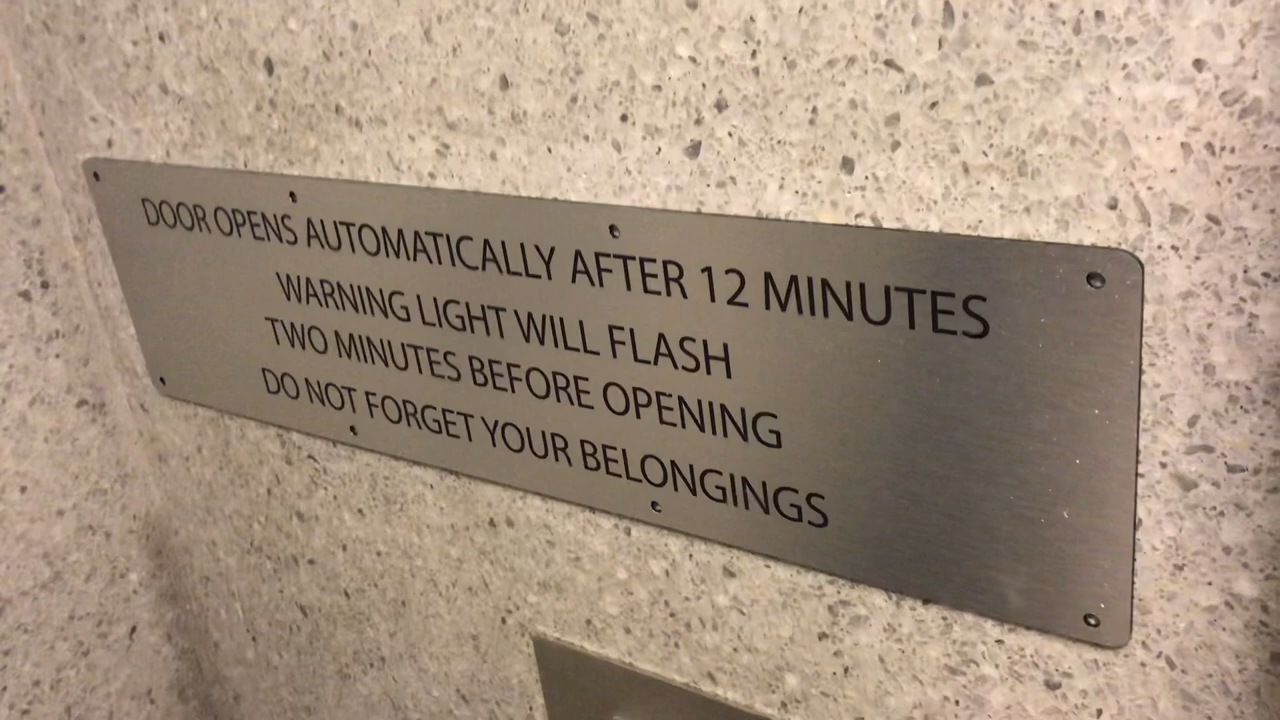 DOOR OPENS AUTOMATICALLY AFTER 12 MINUTES
WARNING LIGHT WILL FLASH
TWO MINUTES BEFORE OPENING
DO NOT FORGET YOUR BELONGINGS